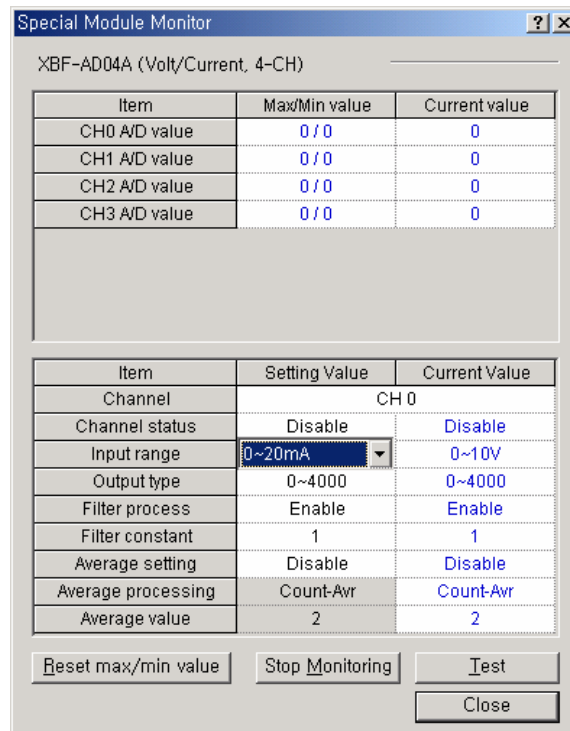 Special Module Monitor
XBF-AD04A (Volt/Current, 4-CH)
Item Max/Min value Current value
CH0 A/D value 0 / 0 0
CH1 A/D value 0 / 0 0
CH2 A/D value 0 / 0 0
CH3 A/D value 0 / 0 0
Item Setting Value Current Value
Channel CH 0
Channel status Disable Disable
Input range 0~20mA 0~10V
Output type 0~4000 0~4000
Filter process Enable Enable
Filter constant 1 1
Average setting Disable Disable
Average processing Count-Avr Count-Avr
Average value 2 2
Reset max/min value Stop Monitoring Test
Close